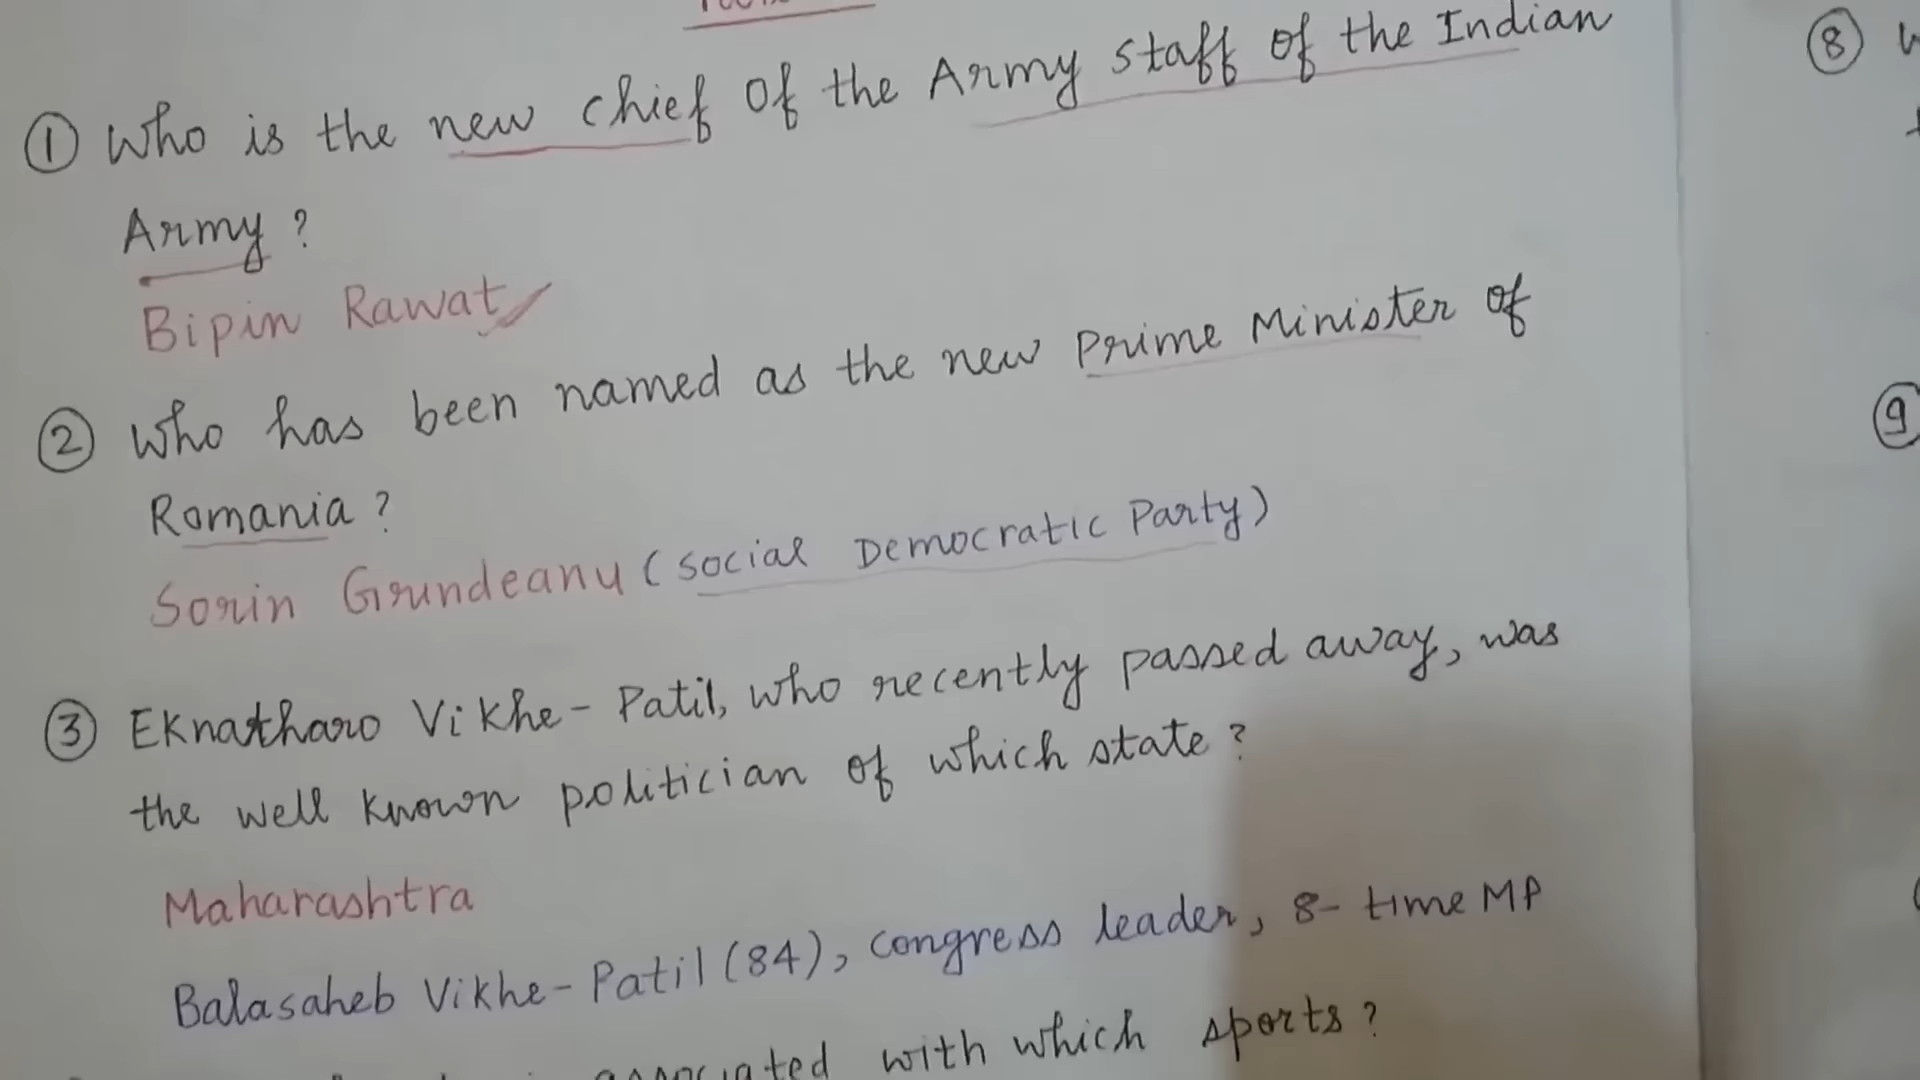 ① Who is the new chief of the Army staff of the Indian
Army?
Bipin Rawat
② Who has been named as the new Prime Minister of
Romania?
Sorin Grundeanu (Social Democratic Party)
③ Eknatharo Vikhe-Patil, who recently passed away, was
the well known politician of which state?
Maharashtra
Balasaheb Vikhe-Patil (84), Congress leader, 8-time MP
associated with which sports?
⑧
⑨